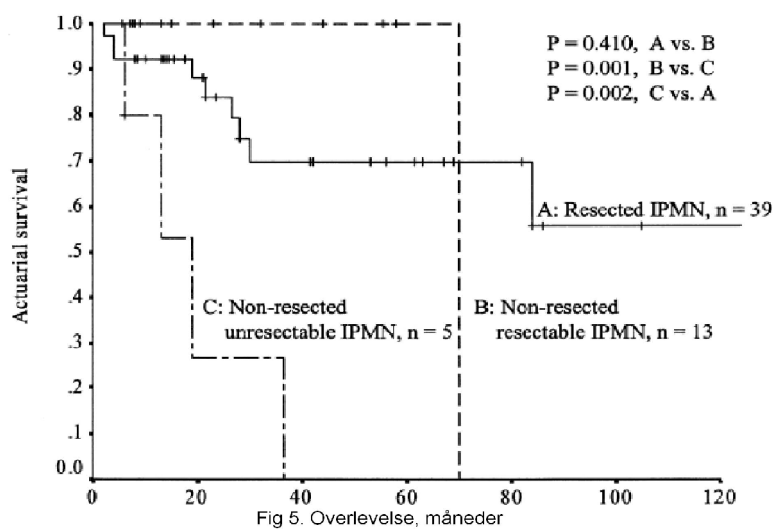 1.0
.9
.8
.7
.6
.5
.4
.3
.2
.1
0.0
Actuarial survival
P = 0.410, A vs. B
P = 0.001, B vs. C
P = 0.002, C vs. A
A: Resected IPMN, n = 39
C: Non-resected
unresectable IPMN, n = 5
B: Non-resected
resectable IPMN, n = 13
0 20 40 60 80 100 120
Fig 5. Overlevelse, måneder